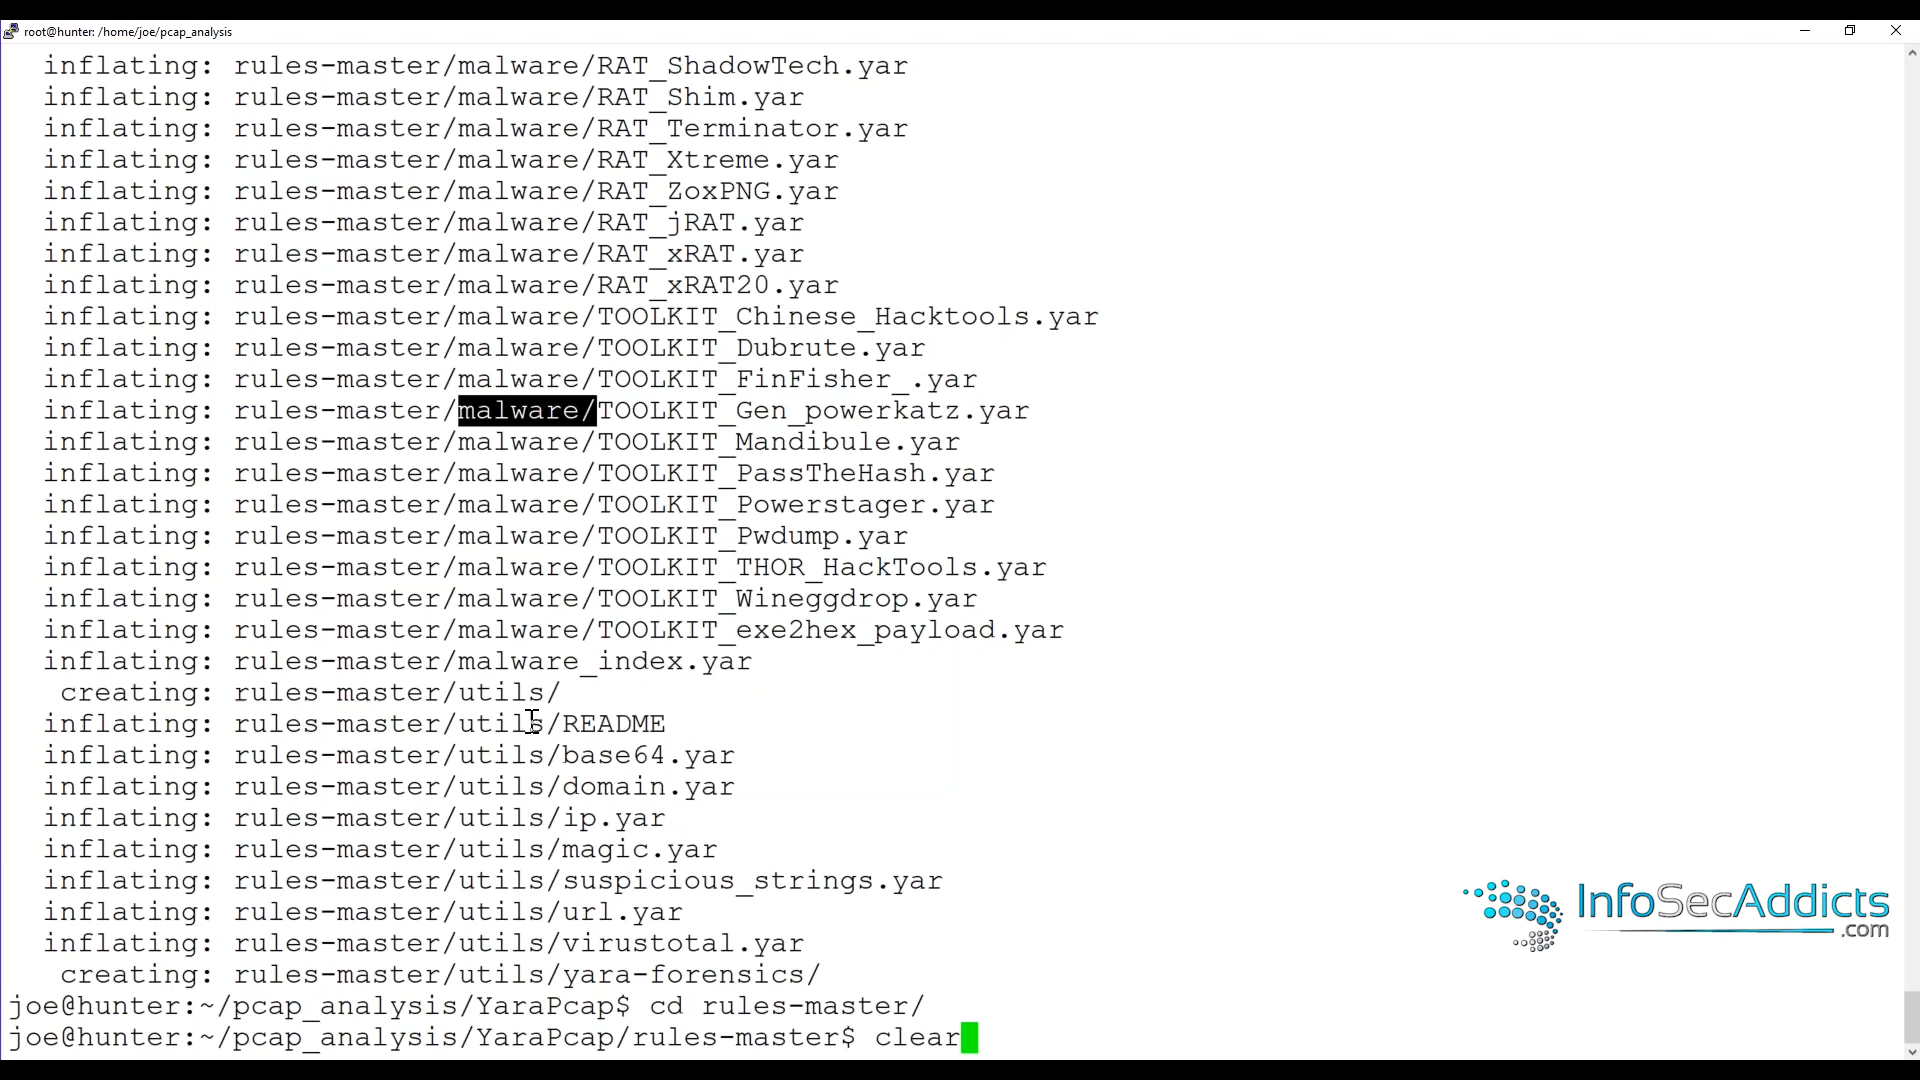 root@hunter: /home/joe/pcap_analysis
inflating: rules-master/malware/RAT_ShadowTech.yar
inflating: rules-master/malware/RAT_Shim.yar
inflating: rules-master/malware/RAT_Terminator.yar
inflating: rules-master/malware/RAT_Xtreme.yar
inflating: rules-master/malware/RAT_ZoxPNG.yar
inflating: rules-master/malware/RAT_jRAT.yar
inflating: rules-master/malware/RAT_xRAT.yar
inflating: rules-master/malware/RAT_xRAT20.yar
inflating: rules-master/malware/TOOLKIT_Chinese_Hacktools.yar
inflating: rules-master/malware/TOOLKIT_Dubrute.yar
inflating: rules-master/malware/TOOLKIT_FinFisher_.yar
inflating: rules-master/malware/TOOLKIT_Gen_powerkatz.yar
inflating: rules-master/malware/TOOLKIT_Mandibule.yar
inflating: rules-master/malware/TOOLKIT_PassTheHash.yar
inflating: rules-master/malware/TOOLKIT_Powerstager.yar
inflating: rules-master/malware/TOOLKIT_Pwdump.yar
inflating: rules-master/malware/TOOLKIT_THOR_HackTools.yar
inflating: rules-master/malware/TOOLKIT_Wineggdrop.yar
inflating: rules-master/malware/TOOLKIT_exe2hex_payload.yar
inflating: rules-master/malware_index.yar
creating: rules-master/utils/
inflating: rules-master/utils/README
inflating: rules-master/utils/base64.yar
inflating: rules-master/utils/domain.yar
inflating: rules-master/utils/ip.yar
inflating: rules-master/utils/magic.yar
inflating: rules-master/utils/suspicious_strings.yar
inflating: rules-master/utils/url.yar
inflating: rules-master/utils/virustotal.yar
creating: rules-master/utils/yara-forensics/
joe@hunter:~/pcap_analysis/YaraPcap$ cd rules-master/
joe@hunter:~/pcap_analysis/YaraPcap/rules-master$ clear
InfoSecAddicts
.com